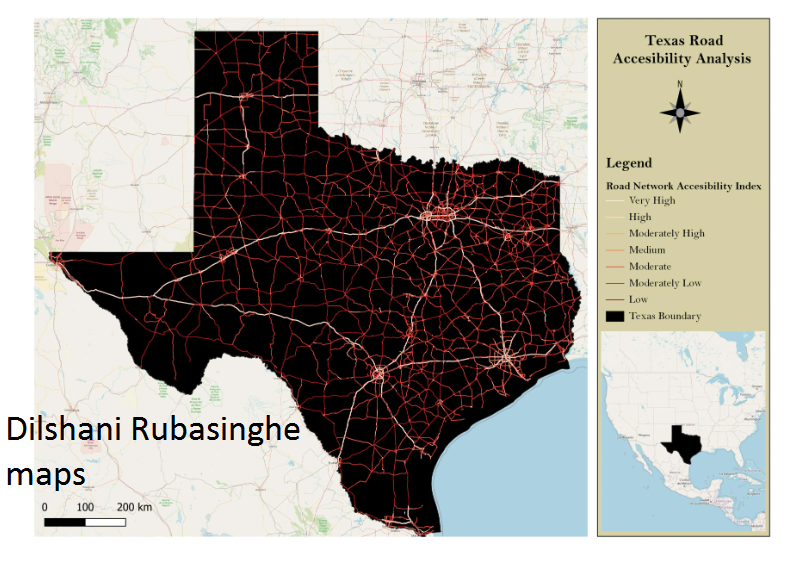 Texas Road
Accesibility Analysis
N
Legend
Road Network Accesibility Index
Very High
High
Moderately High
Medium
Moderate
Moderately Low
Low
Texas Boundary
Dilshani Rubasinghe
maps
0 100 200 km